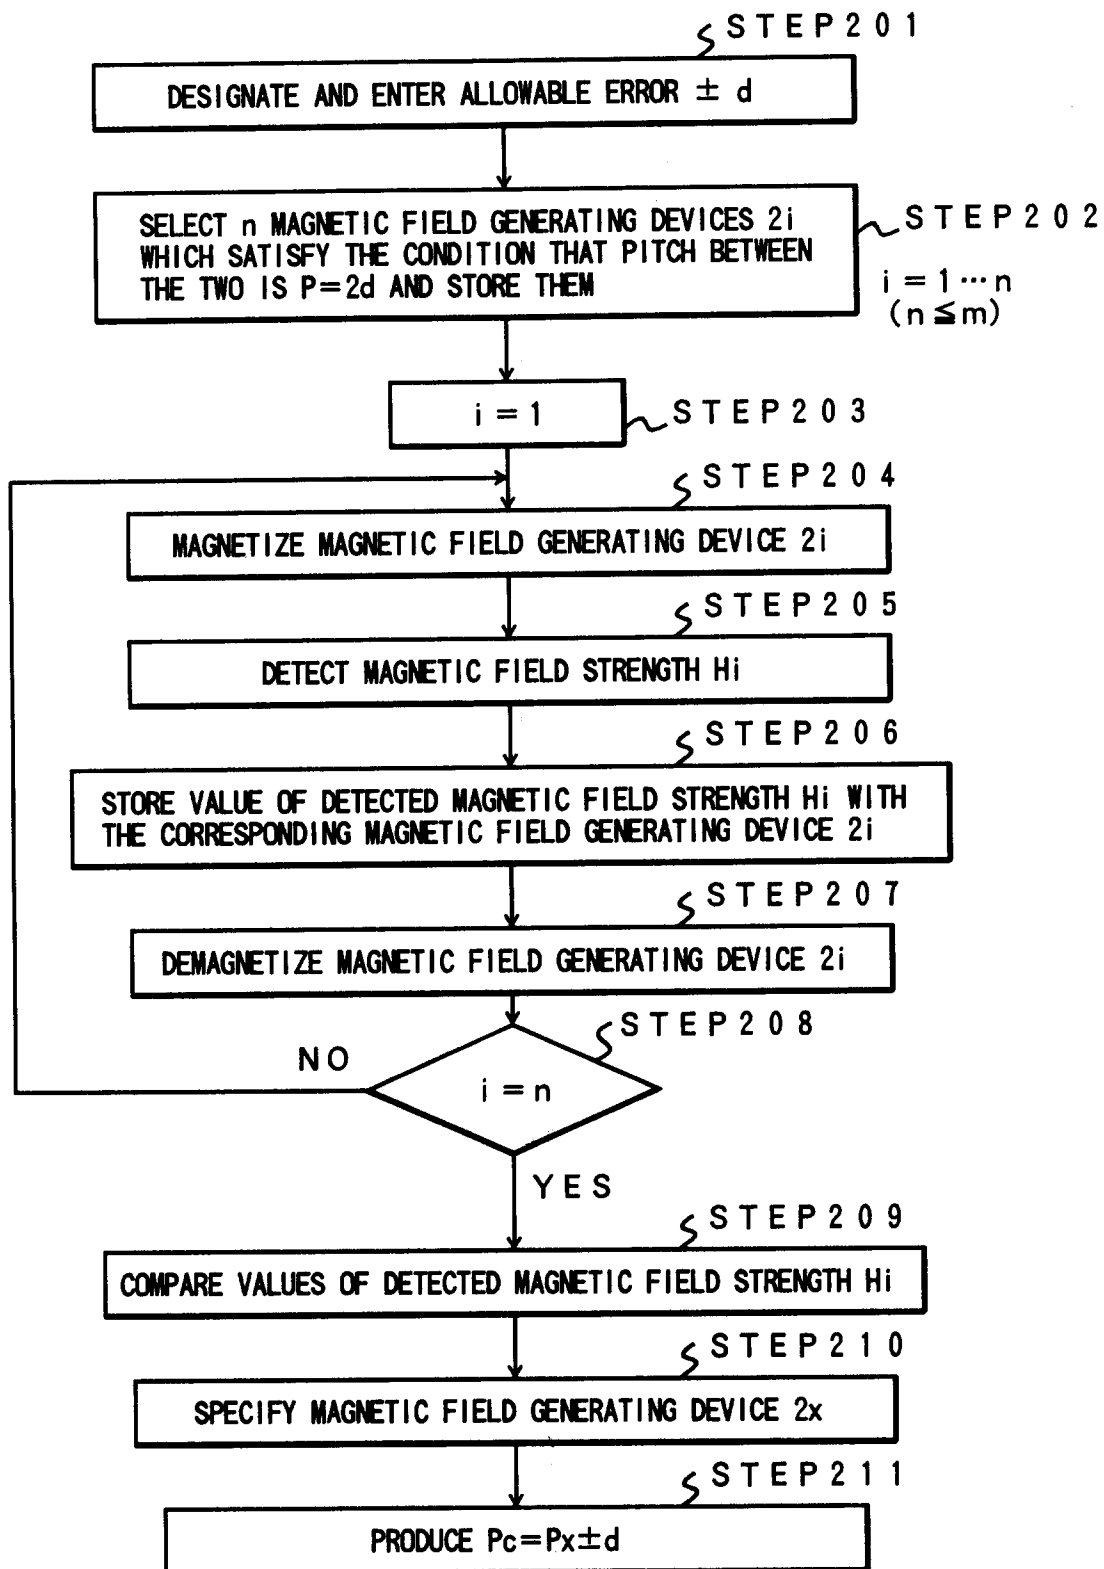 STEP201
DESIGNATE AND ENTER ALLOWABLE ERROR ± d
SELECT n MAGNETIC FIELD GENERATING DEVICES 2i
WHICH SATISFY THE CONDITION THAT PITCH BETWEEN
THE TWO IS P=2d AND STORE THEM
STEP202
i = 1 ··· n
(n ≦ m)
i = 1
STEP203
STEP204
MAGNETIZE MAGNETIC FIELD GENERATING DEVICE 2i
STEP205
DETECT MAGNETIC FIELD STRENGTH Hi
STEP206
STORE VALUE OF DETECTED MAGNETIC FIELD STRENGTH Hi WITH
THE CORRESPONDING MAGNETIC FIELD GENERATING DEVICE 2i
STEP207
DEMAGNETIZE MAGNETIC FIELD GENERATING DEVICE 2i
STEP208
NO
i = n
YES
STEP209
COMPARE VALUES OF DETECTED MAGNETIC FIELD STRENGTH Hi
STEP210
SPECIFY MAGNETIC FIELD GENERATING DEVICE 2x
STEP211
PRODUCE Pc=Px±d